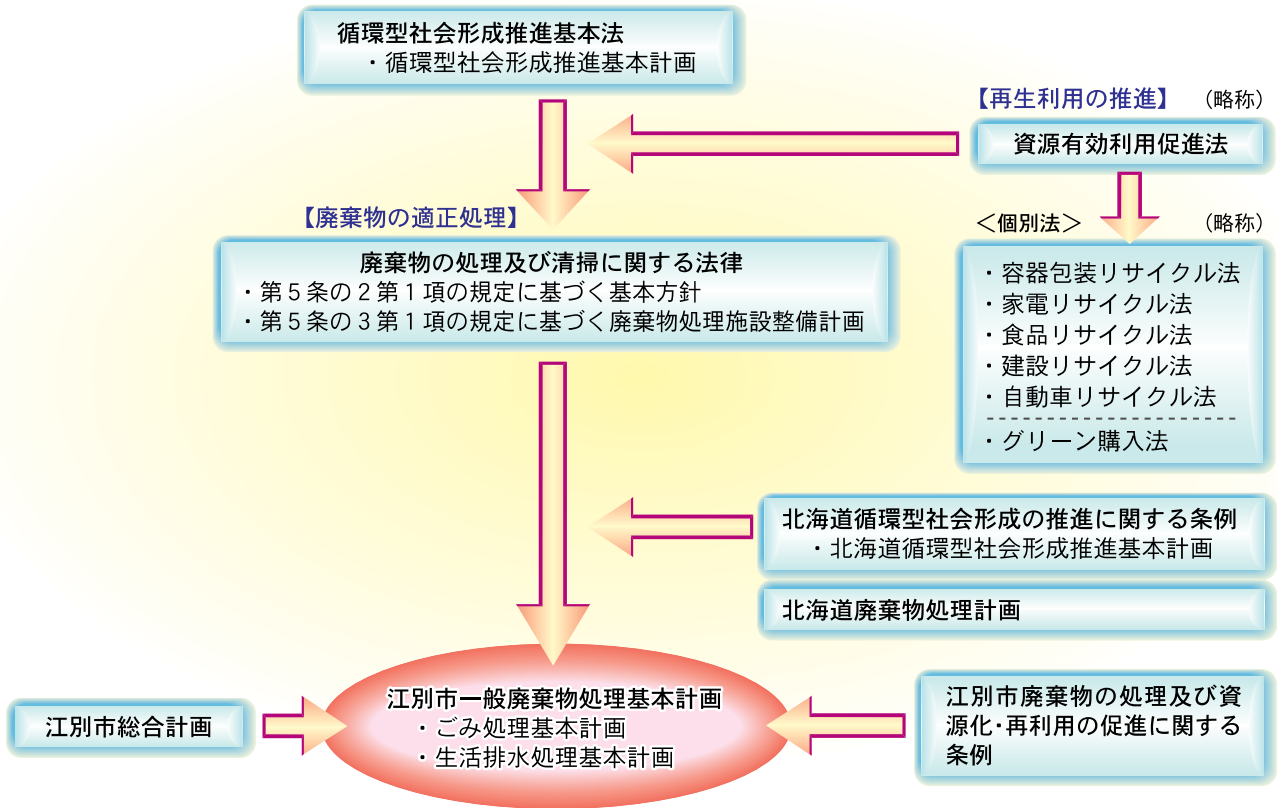 循環型社会形成推進基本法
・循環型社会形成推進基本計画
【再生利用の推進】 （略称）
資源有効利用促進法
【廃棄物の適正処理】
廃棄物の処理及び清掃に関する法律
・第５条の２第１項の規定に基づく基本方針
・第５条の３第１項の規定に基づく廃棄物処理施設整備計画
＜個別法＞ （略称）
・容器包装リサイクル法
・家電リサイクル法
・食品リサイクル法
・建設リサイクル法
・自動車リサイクル法
・グリーン購入法
北海道循環型社会形成の推進に関する条例
・北海道循環型社会形成推進基本計画
北海道廃棄物処理計画
江別市総合計画
江別市一般廃棄物処理基本計画
・ごみ処理基本計画
・生活排水処理基本計画
江別市廃棄物の処理及び資
源化･再利用の促進に関する
条例